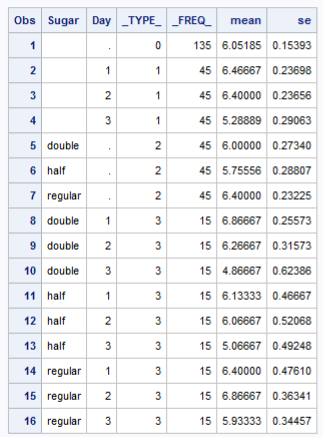 Obs Sugar Day _TYPE_ _FREQ_ mean se
1 . 0 135 6.05185 0.15393
2 1 1 45 6.46667 0.23698
3 2 1 45 6.40000 0.23656
4 3 1 45 5.28889 0.29063
5 double . 2 45 6.00000 0.27340
6 half . 2 45 5.75556 0.28807
7 regular . 2 45 6.40000 0.23225
8 double 1 3 15 6.86667 0.25573
9 double 2 3 15 6.26667 0.31573
10 double 3 3 15 4.86667 0.62386
11 half 1 3 15 6.13333 0.46667
12 half 2 3 15 6.06667 0.52068
13 half 3 3 15 5.06667 0.49248
14 regular 1 3 15 6.40000 0.47610
15 regular 2 3 15 6.86667 0.36341
16 regular 3 3 15 5.93333 0.34457